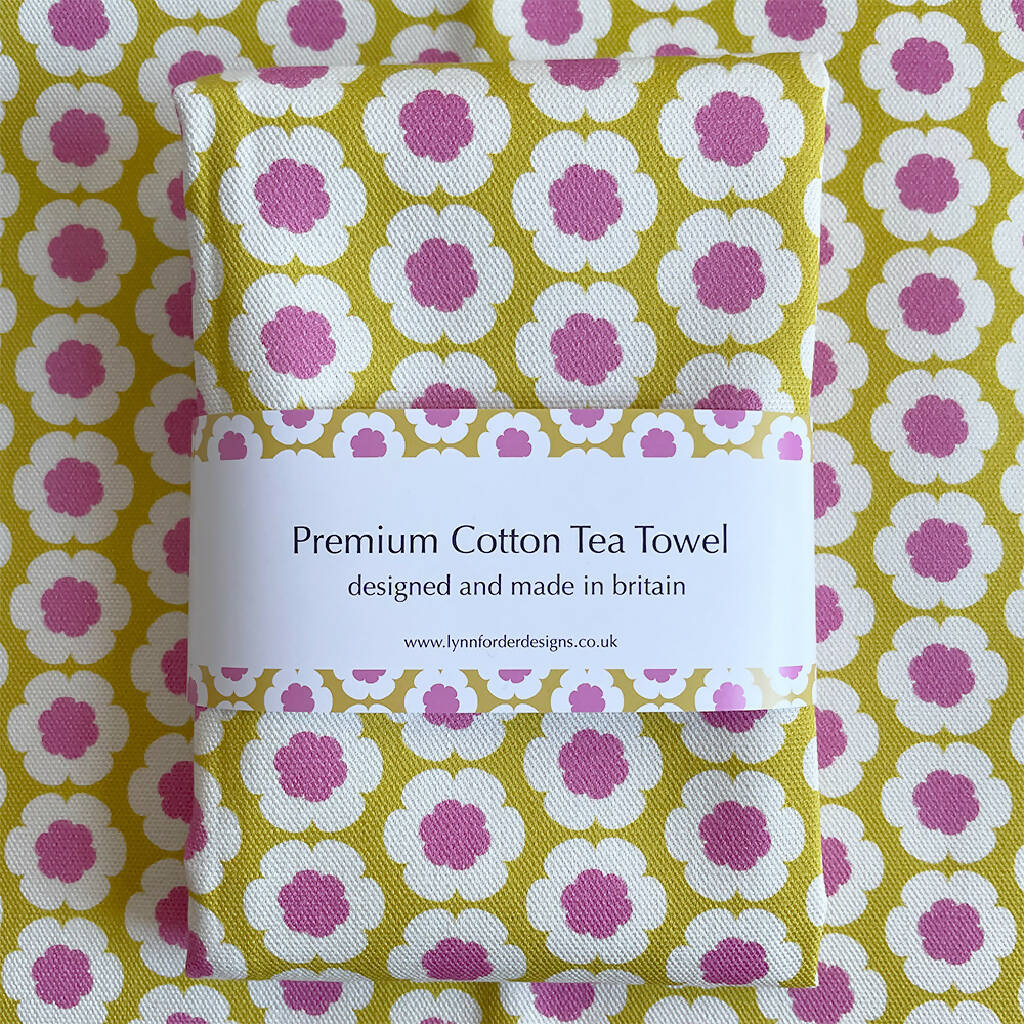 Premium Cotton Tea Towel
designed and made in britain
www.lynnforderdesigns.co.uk